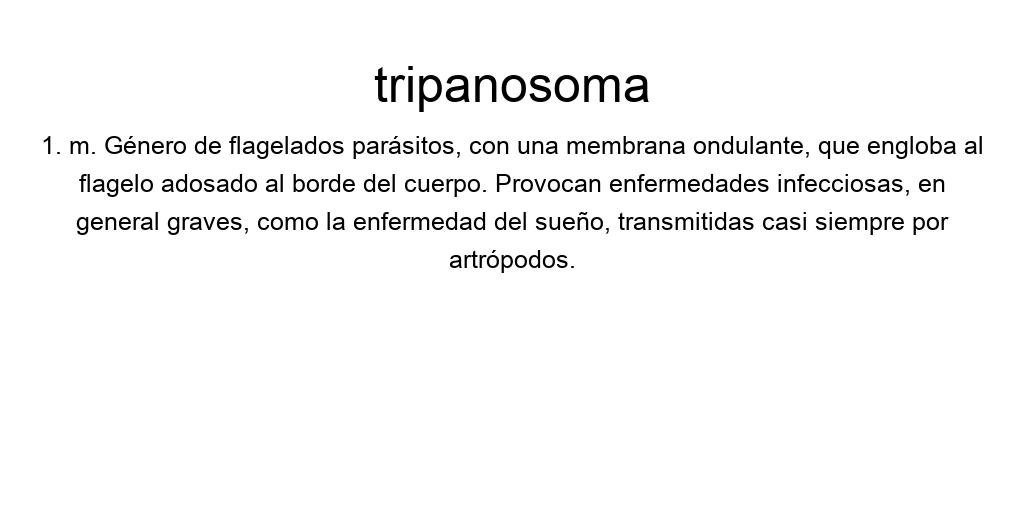 tripanosoma
1. m. Género de flagelados parásitos, con una membrana ondulante, que engloba al
flagelo adosado al borde del cuerpo. Provocan enfermedades infecciosas, en
general graves, como la enfermedad del sueño, transmitidas casi siempre por
artrópodos.